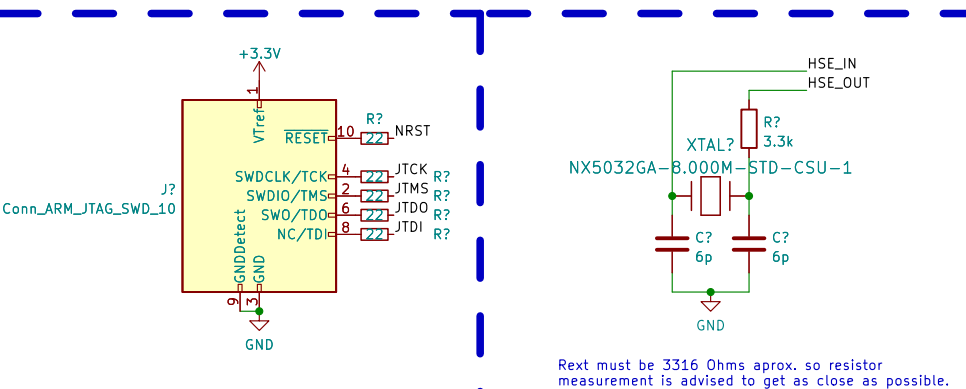 +3.3V
1
VTref
RESET
10
R?
22
NRST
SWDCLK/TCK
4
22
JTCK
R?
SWDIO/TMS
2
22
JTMS
R?
SWO/TDO
6
22
JTDO
R?
NC/TDI
8
22
JTDI
R?
J?
Conn_ARM_JTAG_SWD_10
GNDDetect
GND
9
3
GND
HSE_IN
HSE_OUT
R?
3.3k
XTAL?
NX5032GA-8.000M-STD-CSU-1
C?
6p
C?
6p
GND
Rext must be 3316 Ohms aprox. so resistor
measurement is advised to get as close as possible.